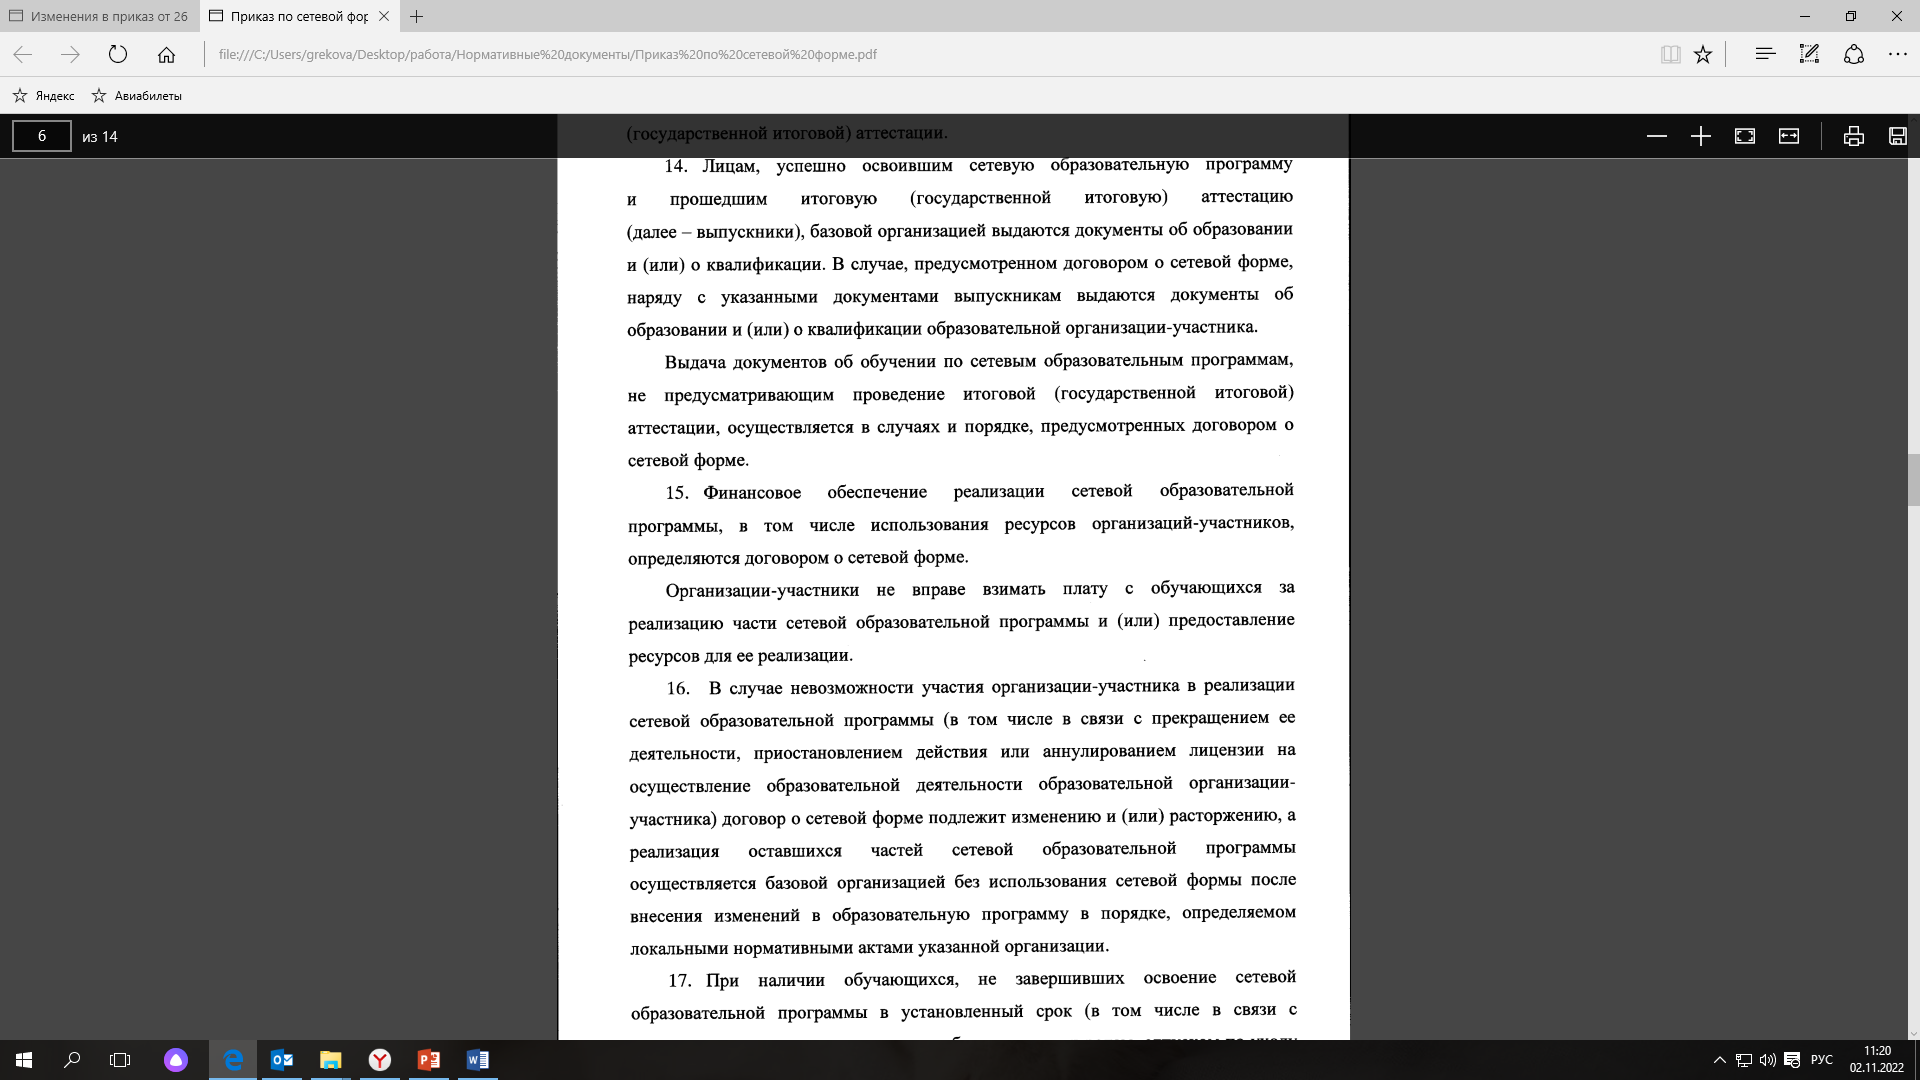 Изменения в приказ от 26
Приказ по сетевой фор
file:///C:/Users/grekova/Desktop/работа/Нормативные%20документы/Приказ%20по%20сетевой%20форме.pdf
Яндекс
Авиабилеты
6 из 14
(государственной итоговой) аттестации.
14. Лицам, успешно освоившим сетевую образовательную программу
и прошедшим итоговую (государственной итоговую) аттестацию
(далее – выпускники), базовой организацией выдаются документы об образовании
и (или) о квалификации. В случае, предусмотренном договором о сетевой форме,
наряду с указанными документами выпускникам выдаются документы об
образовании и (или) о квалификации образовательной организации-участника.
Выдача документов об обучении по сетевым образовательным программам,
не предусматривающим проведение итоговой (государственной итоговой)
аттестации, осуществляется в случаях и порядке, предусмотренных договором о
сетевой форме.
15. Финансовое обеспечение реализации сетевой образовательной
программы, в том числе использования ресурсов организаций-участников,
определяются договором о сетевой форме.
Организации-участники не вправе взимать плату с обучающихся за
реализацию части сетевой образовательной программы и (или) предоставление
ресурсов для ее реализации.
16. В случае невозможности участия организации-участника в реализации
сетевой образовательной программы (в том числе в связи с прекращением ее
деятельности, приостановлением действия или аннулированием лицензии на
осуществление образовательной деятельности образовательной организации-
участника) договор о сетевой форме подлежит изменению и (или) расторжению, а
реализация оставшихся частей сетевой образовательной программы
осуществляется базовой организацией без использования сетевой формы после
внесения изменений в образовательную программу в порядке, определяемом
локальными нормативными актами указанной организации.
17. При наличии обучающихся, не завершивших освоение сетевой
образовательной программы в установленный срок (в том числе в связи с
РУС
11:20
02.11.2022